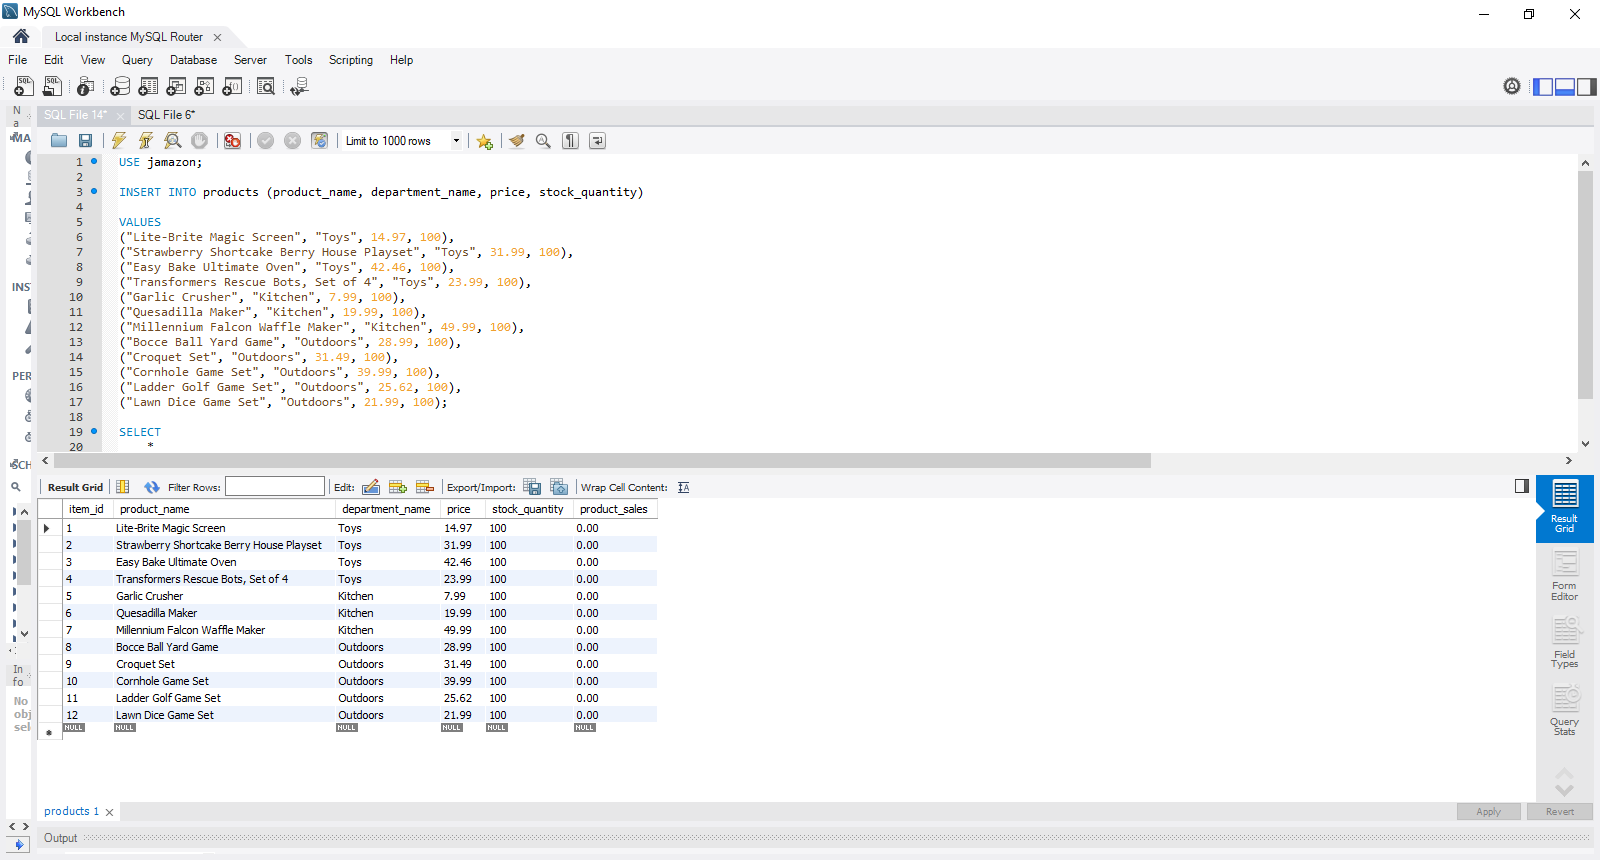 MySQL Workbench
Local instance MySQL Router
File Edit View Query Database Server Tools Scripting Help
N
a
SQL File 14* SQL File 6*
MA
Limit to 1000 rows
1 USE jamazon;
2
3 INSERT INTO products (product_name, department_name, price, stock_quantity)
4
5 VALUES
6 ("Lite-Brite Magic Screen", "Toys", 14.97, 100),
7 ("Strawberry Shortcake Berry House Playset", "Toys", 31.99, 100),
8 ("Easy Bake Ultimate Oven", "Toys", 42.46, 100),
9 ("Transformers Rescue Bots, Set of 4", "Toys", 23.99, 100),
10 ("Garlic Crusher", "Kitchen", 7.99, 100),
11 ("Quesadilla Maker", "Kitchen", 19.99, 100),
12 ("Millennium Falcon Waffle Maker", "Kitchen", 49.99, 100),
13 ("Bocce Ball Yard Game", "Outdoors", 28.99, 100),
14 ("Croquet Set", "Outdoors", 31.49, 100),
15 ("Cornhole Game Set", "Outdoors", 39.99, 100),
16 ("Ladder Golf Game Set", "Outdoors", 25.62, 100),
17 ("Lawn Dice Game Set", "Outdoors", 21.99, 100);
18
19 SELECT
20 *
INS
PER
SCH
Result Grid Filter Rows: Edit: Export/Import: Wrap Cell Content:
item_id product_name department_name price stock_quantity product_sales
1 Lite-Brite Magic Screen Toys 14.97 100 0.00
2 Strawberry Shortcake Berry House Playset Toys 31.99 100 0.00
3 Easy Bake Ultimate Oven Toys 42.46 100 0.00
4 Transformers Rescue Bots, Set of 4 Toys 23.99 100 0.00
5 Garlic Crusher Kitchen 7.99 100 0.00
6 Quesadilla Maker Kitchen 19.99 100 0.00
7 Millennium Falcon Waffle Maker Kitchen 49.99 100 0.00
8 Bocce Ball Yard Game Outdoors 28.99 100 0.00
9 Croquet Set Outdoors 31.49 100 0.00
10 Cornhole Game Set Outdoors 39.99 100 0.00
11 Ladder Golf Game Set Outdoors 25.62 100 0.00
12 Lawn Dice Game Set Outdoors 21.99 100 0.00
NULL NULL NULL NULL NULL NULL
In
fo
No
obj
sel
Result
Grid
Form
Editor
Field
Types
Query
Stats
products 1
Apply Revert
Output